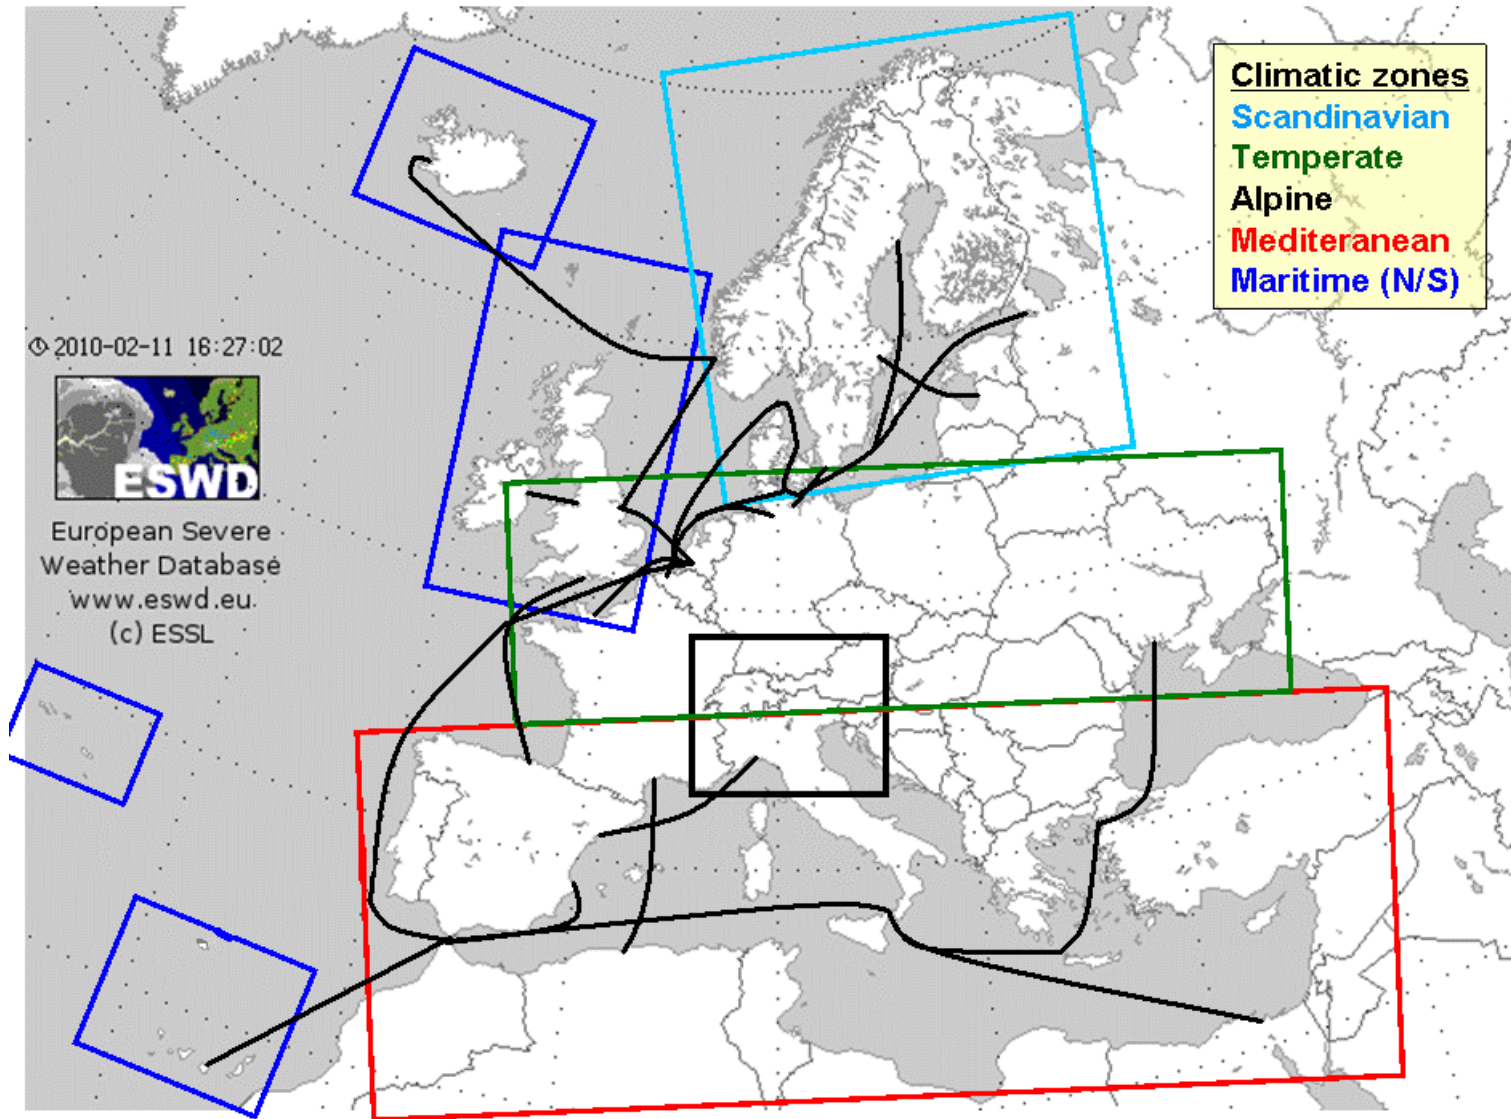 Climatic zones
Scandinavian
Temperate
Alpine
Mediteranean
Maritime (N/S)
2010-02-11 16:27:02
ESWD
European Severe
Weather Database
www.eswd.eu
(c) ESSL